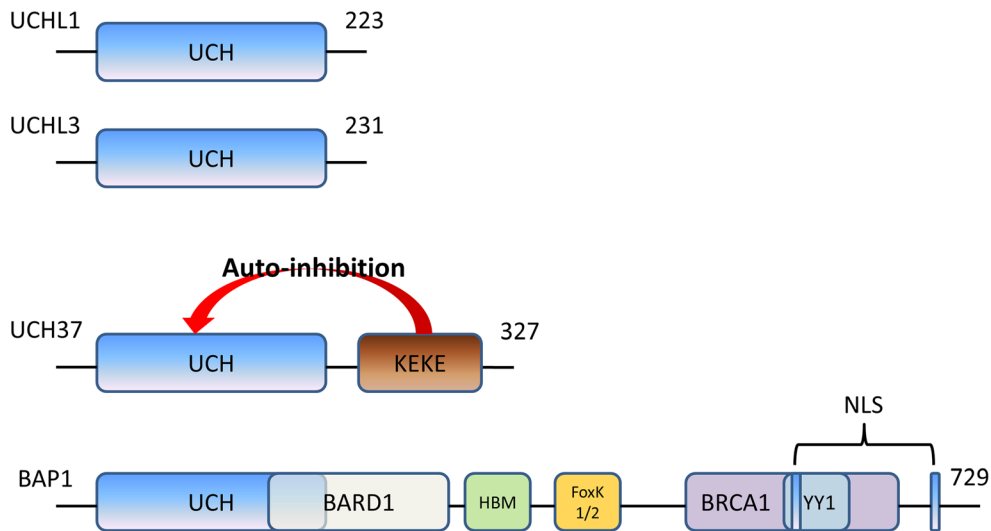 UCHL1 223
UCH
UCHL3 231
UCH
Auto-inhibition
UCH37 327
UCH KEKE
NLS
BAP1 729
UCH BARD1 HBM FoxK 1/2 BRCA1 YY1